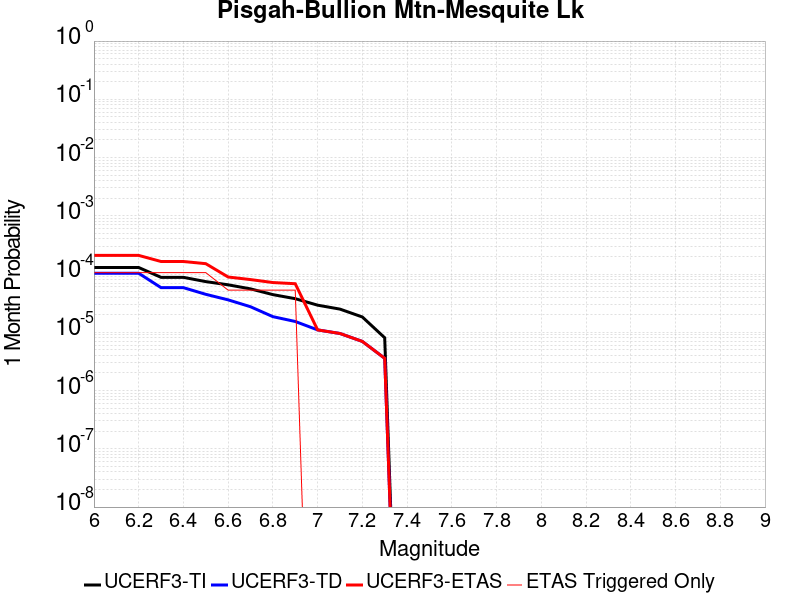 Pisgah-Bullion Mtn-Mesquite Lk
10^0
10^-1
10^-2
10^-3
10^-4
10^-5
10^-6
10^-7
10^-8
1 Month Probability
6 6.2 6.4 6.6 6.8 7 7.2 7.4 7.6 7.8 8 8.2 8.4 8.6 8.8 9
Magnitude
UCERF3-TI UCERF3-TD UCERF3-ETAS ETAS Triggered Only